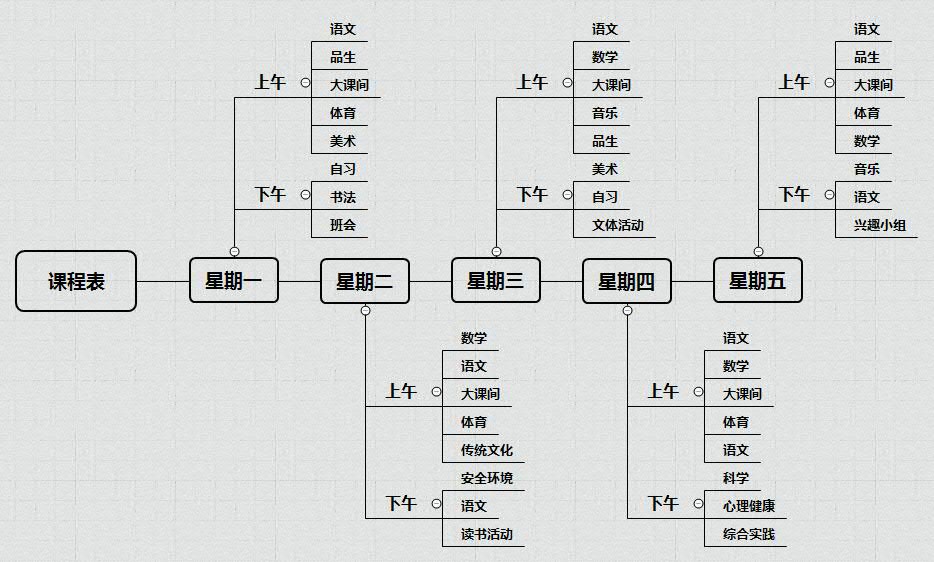 课程表
星期一
上午
语文
品生
大课间
体育
美术
下午
自习
书法
班会
星期二
上午
数学
语文
大课间
体育
传统文化
下午
安全环境
语文
读书活动
星期三
上午
语文
数学
大课间
音乐
品生
下午
美术
自习
文体活动
星期四
上午
语文
数学
大课间
体育
语文
下午
科学
心理健康
综合实践
星期五
上午
语文
品生
大课间
体育
数学
下午
音乐
语文
兴趣小组